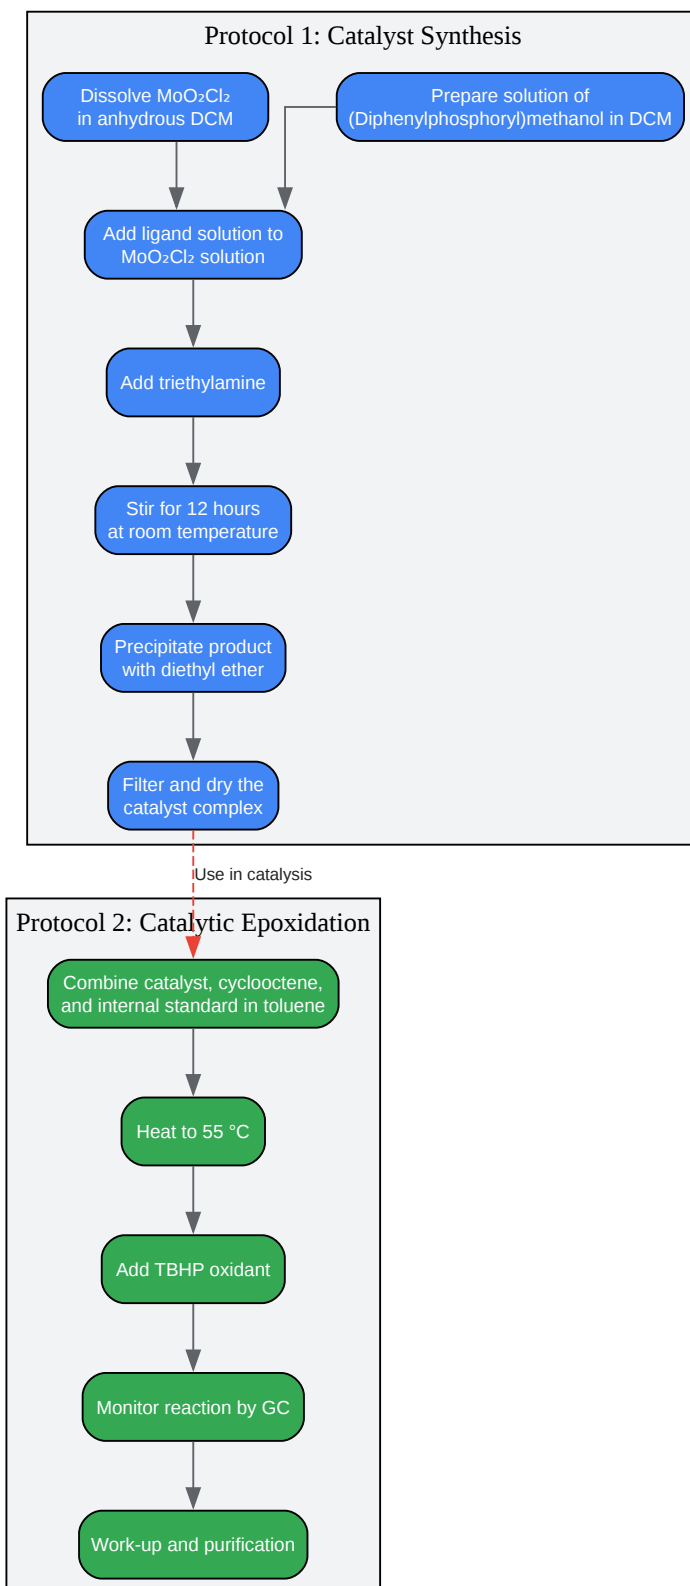 Protocol 1: Catalyst Synthesis
Dissolve MoO₂Cl₂
in anhydrous DCM
Prepare solution of
(Diphenylphosphoryl)methanol in DCM
Add ligand solution to
MoO₂Cl₂ solution
Add triethylamine
Stir for 12 hours
at room temperature
Precipitate product
with diethyl ether
Filter and dry the
catalyst complex
Use in catalysis
Protocol 2: Catalytic Epoxidation
Combine catalyst, cyclooctene,
and internal standard in toluene
Heat to 55 °C
Add TBHP oxidant
Monitor reaction by GC
Work-up and purification